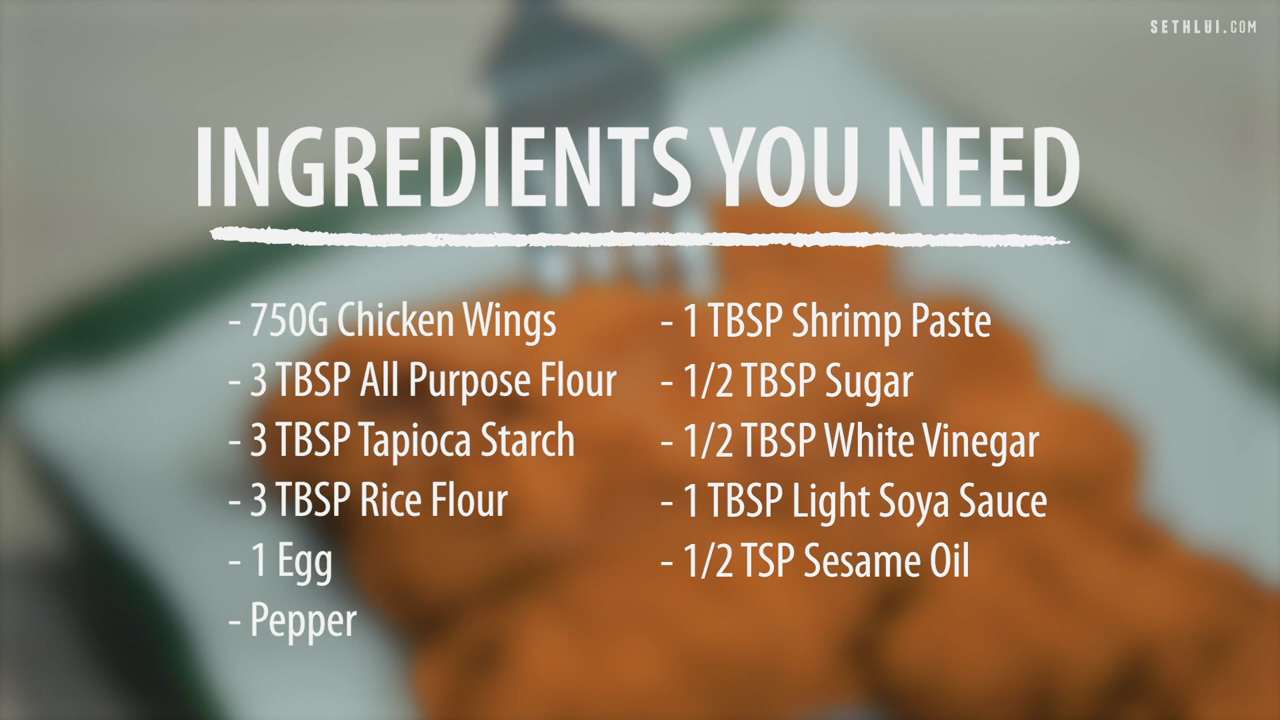 SETHLUI.COM
INGREDIENTS YOU NEED
- 750G Chicken Wings
- 3 TBSP All Purpose Flour
- 3 TBSP Tapioca Starch
- 3 TBSP Rice Flour
- 1 Egg
- Pepper
- 1 TBSP Shrimp Paste
- 1/2 TBSP Sugar
- 1/2 TBSP White Vinegar
- 1 TBSP Light Soya Sauce
- 1/2 TSP Sesame Oil